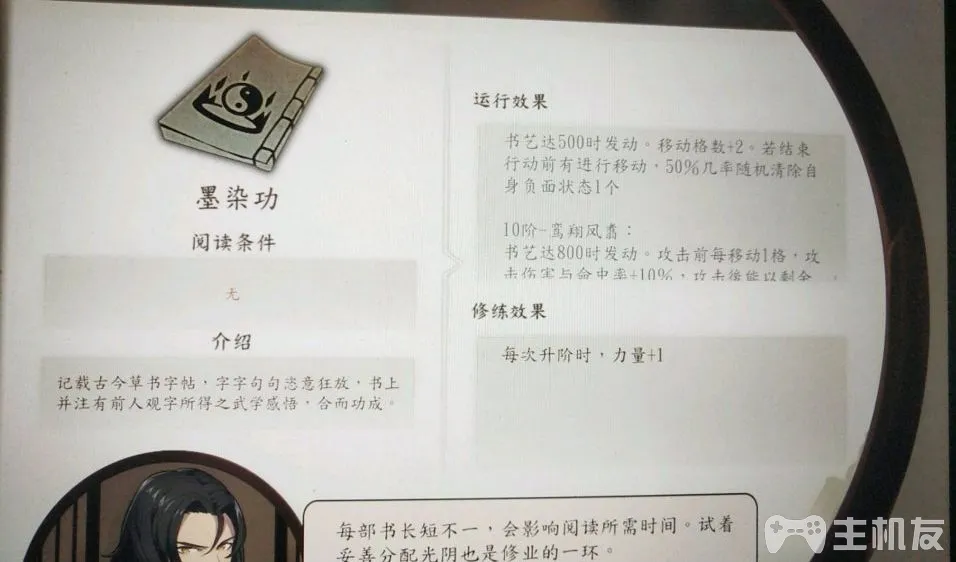 墨染功
阅读条件
无
介绍
记载古今草书字帖，字字句句恣意狂放，书上
并注有前人观字所得之武学感悟，合而功成。
运行效果
书艺达500时发动。移动格数+2。若结束
行动前有进行移动，50%几率随机清除自
身负面状态1个
10阶-鸾翔凤翥：
书艺达800时发动。攻击前每移动1格，攻
击伤害与命中率+10%，攻击後能以剩余
修练效果
每次升阶时，力量+1
每部书长短不一，会影响阅读所需时间。试着
妥善分配光阴也是修业的一环。
主机友